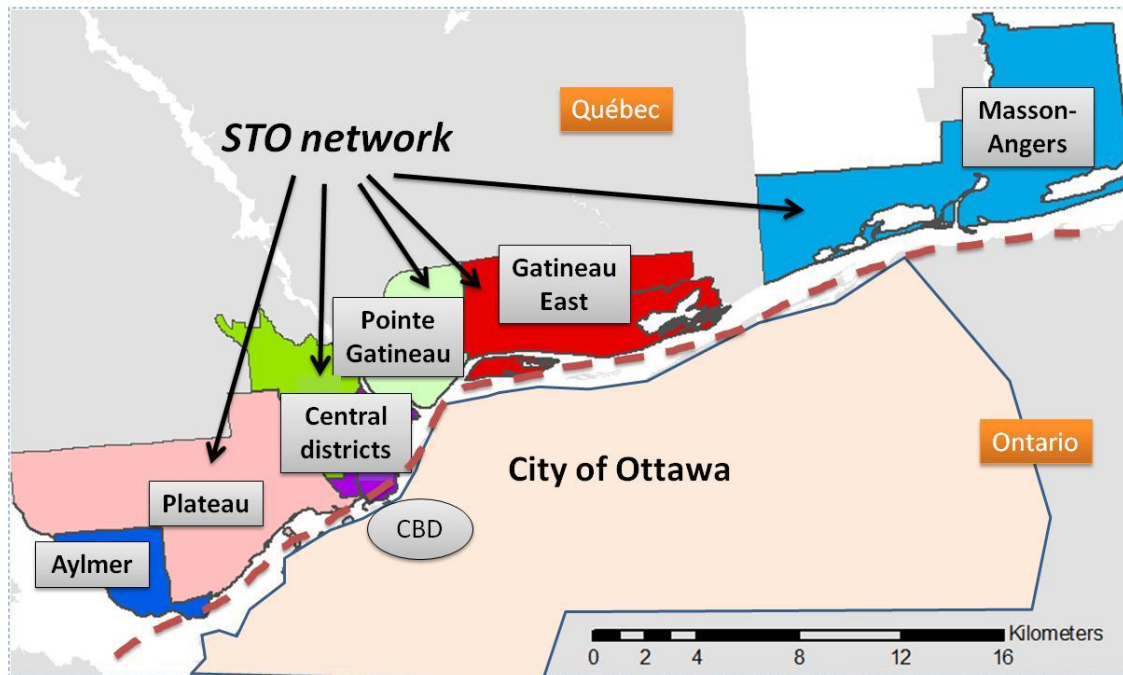 Québec
Masson-
Angers
STO network
Gatineau
East
Pointe
Gatineau
Central
districts
Ontario
City of Ottawa
Plateau
CBD
Aylmer
Kilometers
0 2 4 8 12 16